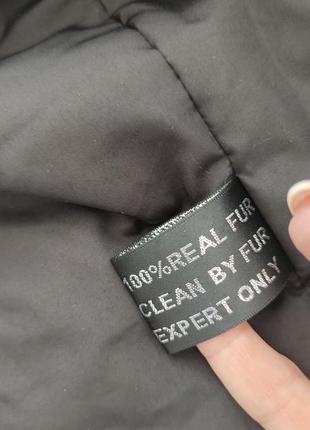 100%REAL FUR
CLEAN BY FUR
EXPERT ONLY